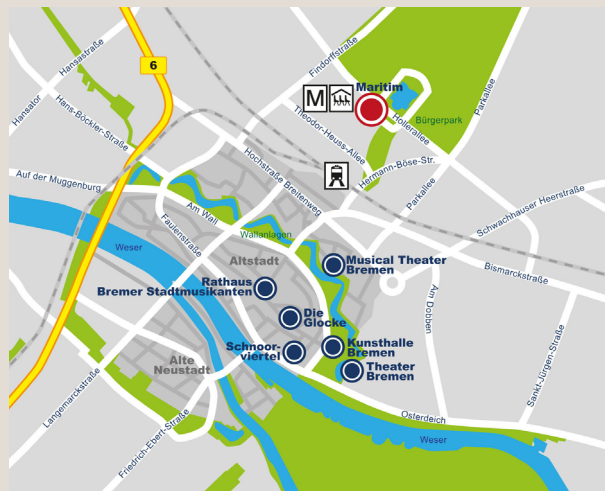 Hansastraße
6
Hansator
Hans-Böckler-Straße
Findorffstraße
Maritim
M
Bürgerpark
Parkallee
Hollerallee
Theodor-Heuss-Allee
Hermann-Böse-Str.
Parkallee
Hochstraße Breitenweg
Schwachhauser Heerstraße
Auf der Muggenburg
Am Wall
Faulenstraße
Wallanlagen
Weser
Altstadt
Musical Theater
Bremen
Bismarckstraße
Rathaus
Bremer Stadtmusikanten
Am Dobben
Die
Glocke
Schnoor-
viertel
Kunsthalle
Bremen
Theater
Bremen
Alte
Neustadt
Sankt-Jürgen-Straße
Langemarckstraße
Friedrich-Ebert-Straße
Osterdeich
Weser